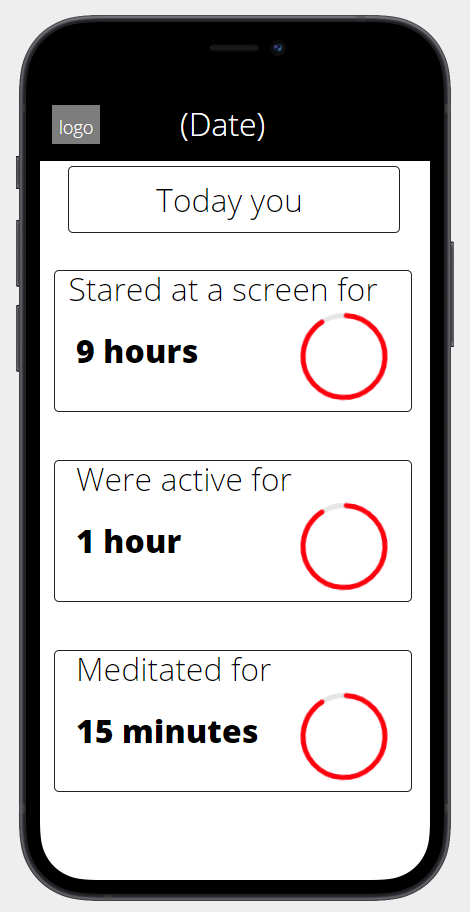 logo
(Date)
Today you
Stared at a screen for
9 hours
Were active for
1 hour
Meditated for
15 minutes